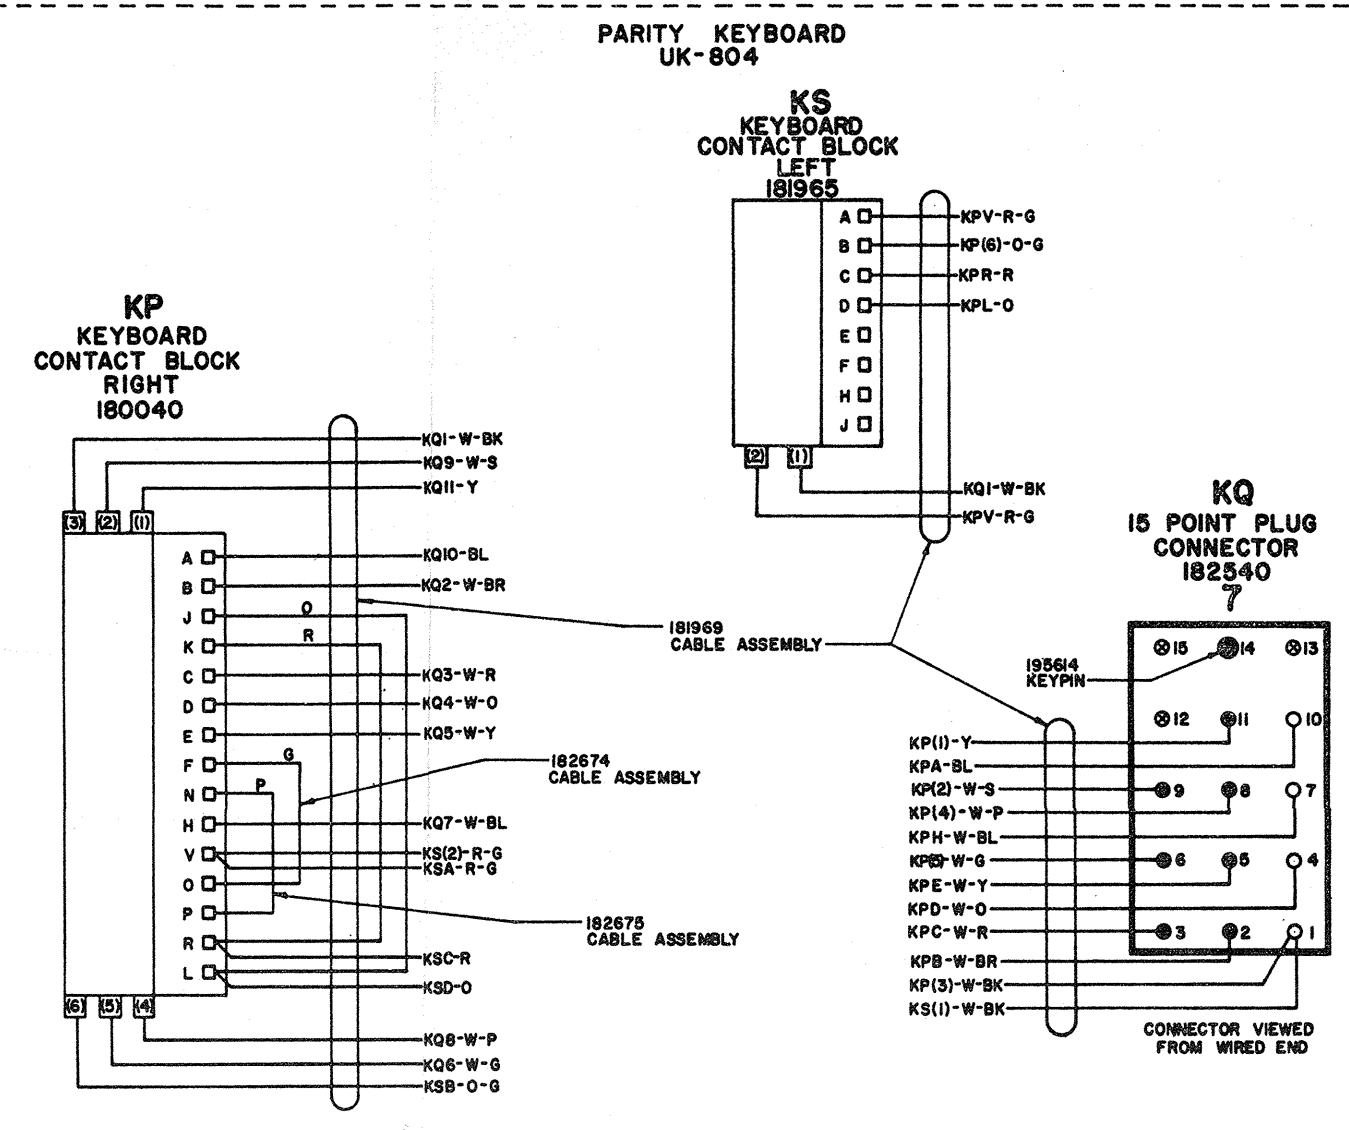 PARITY KEYBOARD
UK-804
KS
KEYBOARD
CONTACT BLOCK
LEFT
181965
A
B
C
D
E
F
H
J
KPV-R-G
KP(6)-O-G
KPR-R
KPL-O
(2)
(1)
KQ1-W-BK
KPV-R-G
KP
KEYBOARD
CONTACT BLOCK
RIGHT
180040
KQ1-W-BK
KQ9-W-S
KQ11-Y
(3)
(2)
(1)
A
B
J
K
C
D
E
F
N
H
V
O
P
R
L
O
R
G
P
KQ10-BL
KQ2-W-BR
KQ3-W-R
KQ4-W-O
KQ5-W-Y
KQ7-W-BL
KS(2)-R-G
KSA-R-G
KSC-R
KSD-O
(6)
(5)
(4)
KQ8-W-P
KQ6-W-G
KSB-O-G
181969
CABLE ASSEMBLY
182674
CABLE ASSEMBLY
182675
CABLE ASSEMBLY
KQ
15 POINT PLUG
CONNECTOR
182540
7
195614
KEYPIN
15
14
13
12
11
10
9
8
7
6
5
4
3
2
1
KP(1)-Y
KPA-BL
KP(2)-W-S
KP(4)-W-P
KPH-W-BL
KP(5)-W-G
KPE-W-Y
KPD-W-O
KPC-W-R
KPB-W-BR
KP(3)-W-BK
KS(1)-W-BK
CONNECTOR VIEWED
FROM WIRED END